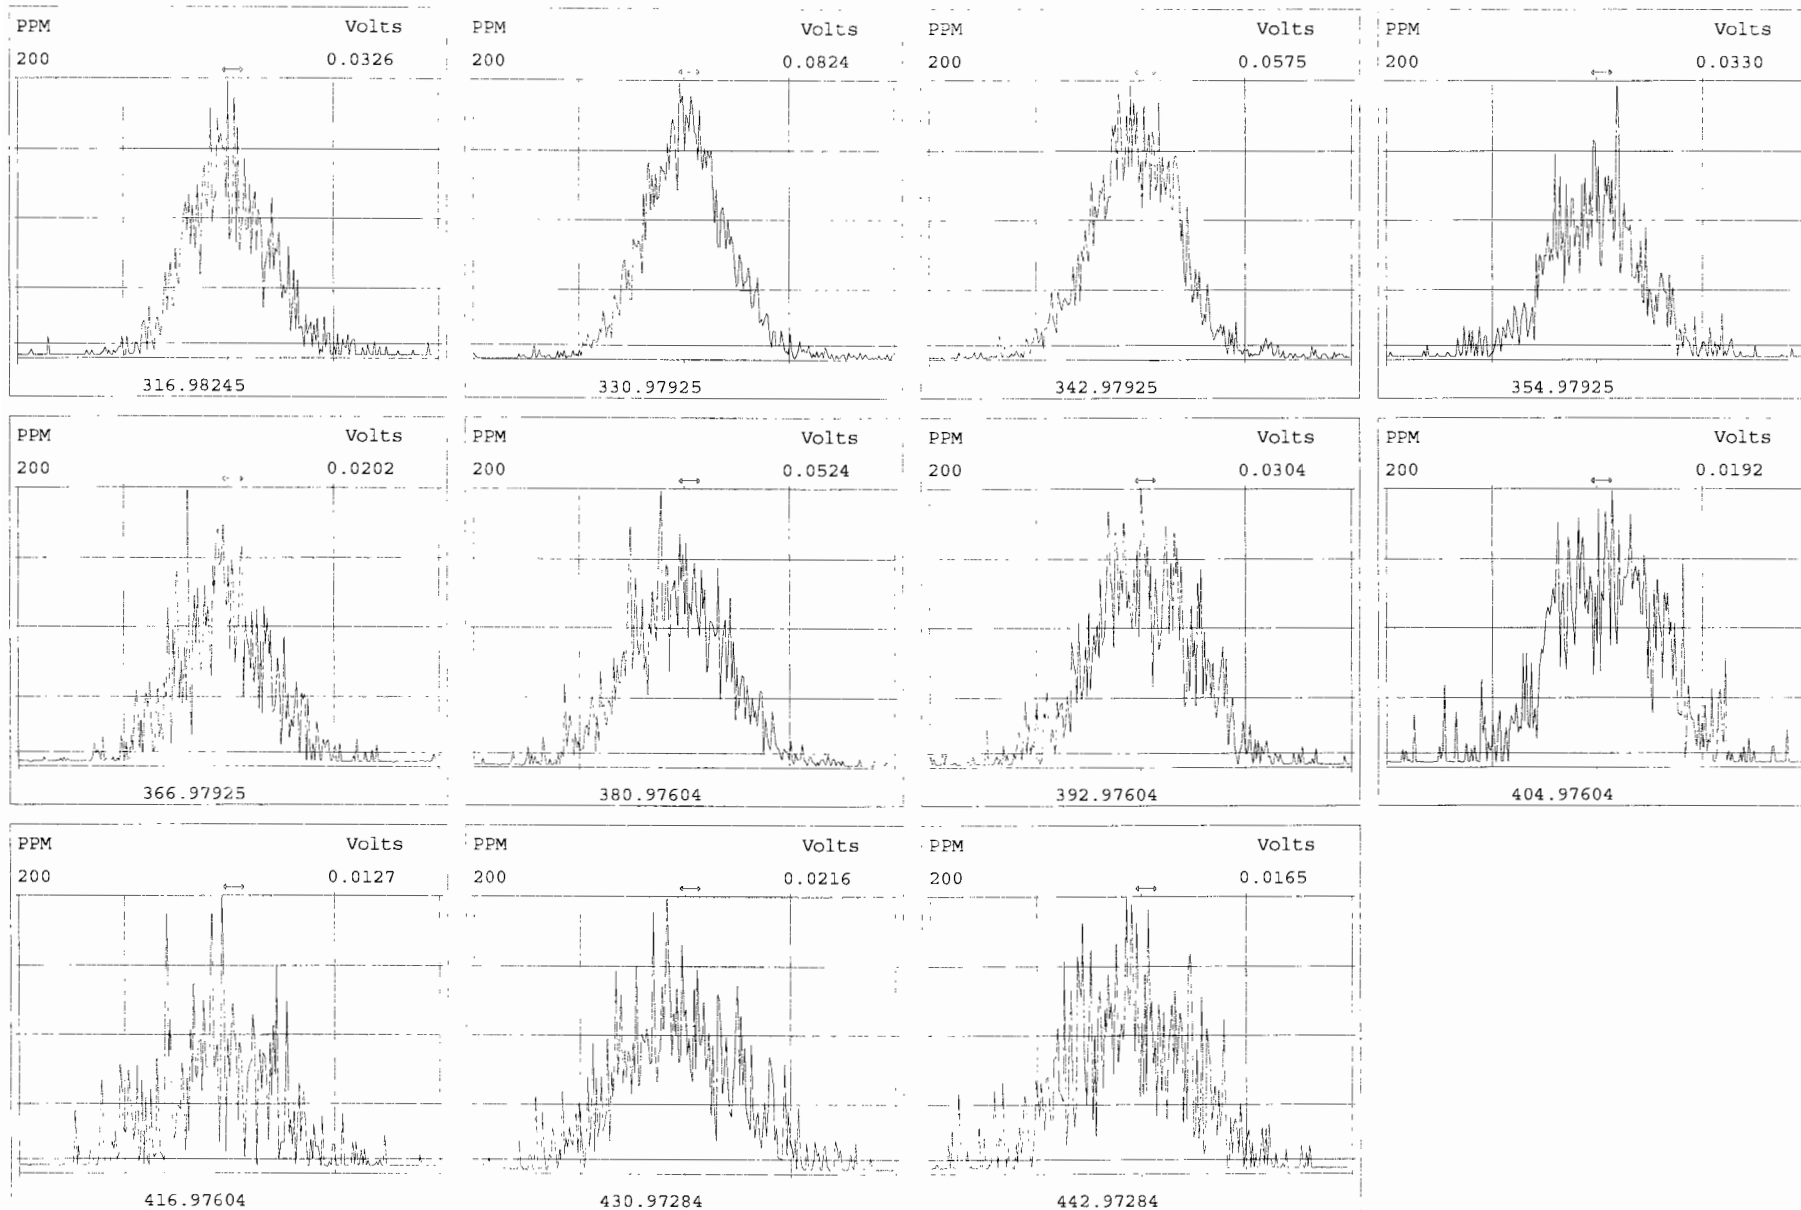 PPM Volts
200 0.0326
316.98245
PPM Volts
200 0.0824
330.97925
PPM Volts
200 0.0575
342.97925
PPM Volts
200 0.0330
354.97925
PPM Volts
200 0.0202
366.97925
PPM Volts
200 0.0524
380.97604
PPM Volts
200 0.0304
392.97604
PPM Volts
200 0.0192
404.97604
PPM Volts
200 0.0127
416.97604
PPM Volts
200 0.0216
430.97284
PPM Volts
200 0.0165
442.97284